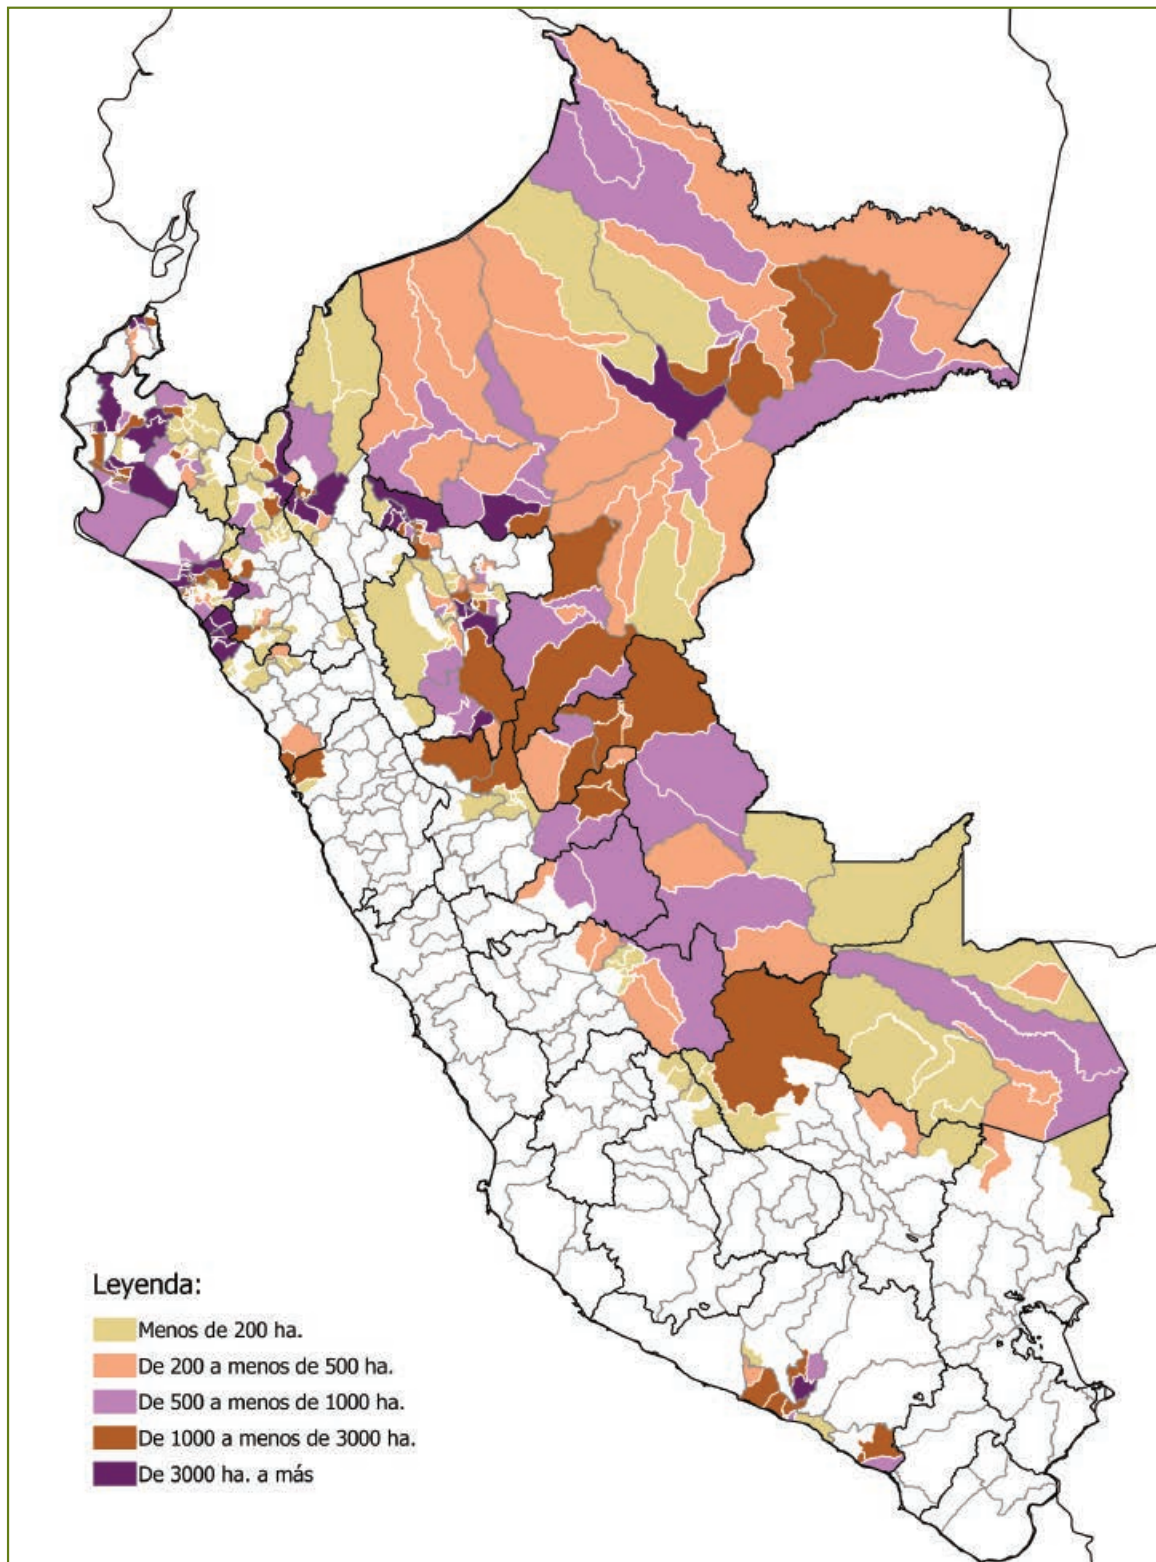 Leyenda:
Menos de 200 ha.
De 200 a menos de 500 ha.
De 500 a menos de 1000 ha.
De 1000 a menos de 3000 ha.
De 3000 ha. a más